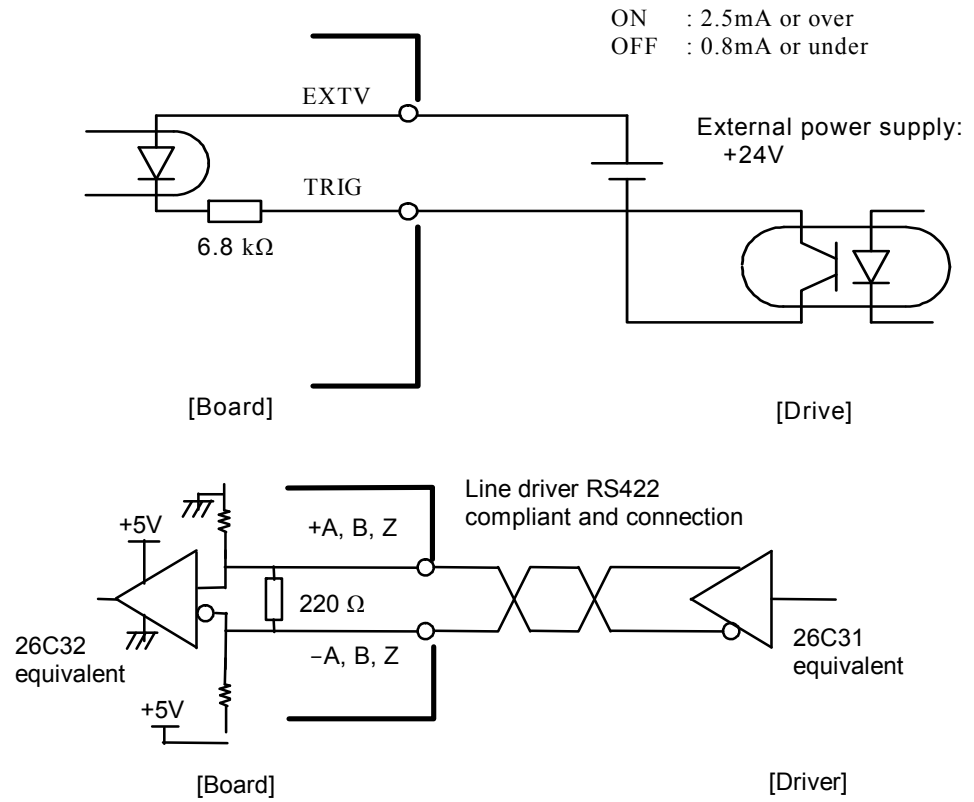 ON : 2.5mA or over
OFF : 0.8mA or under
EXTV
External power supply:
+24V
TRIG
6.8 kΩ
[Board]
[Drive]
Line driver RS422
compliant and connection
+5V
+A, B, Z
220 Ω
26C32
equivalent
−A, B, Z
26C31
equivalent
+5V
[Board]
[Driver]